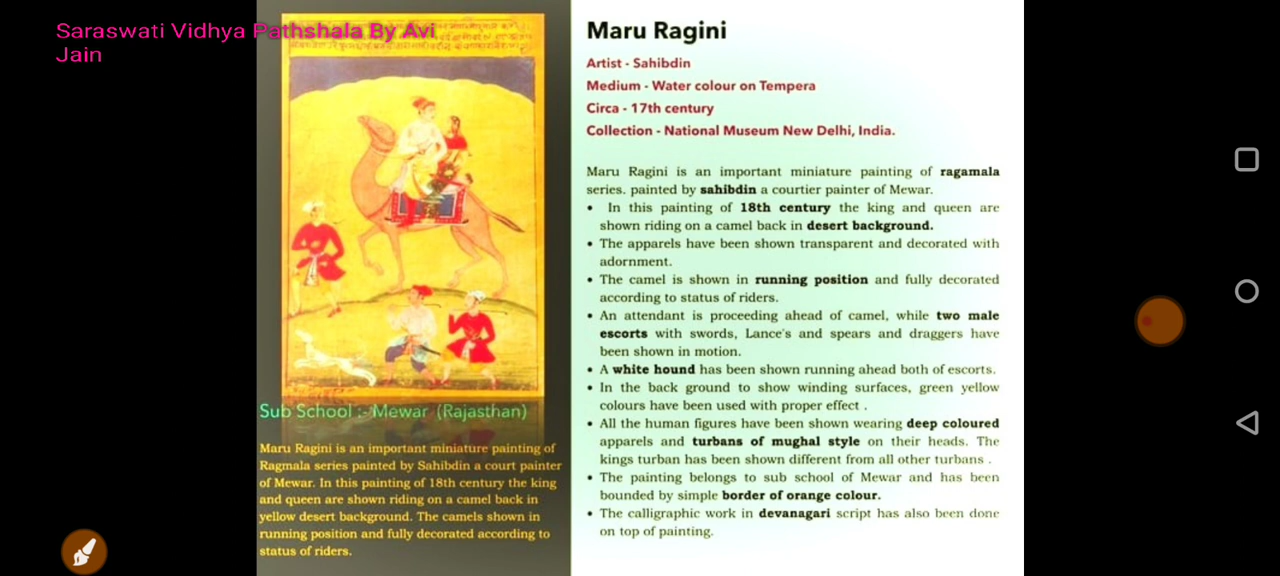 Saraswati Vidhya Pathshala By Avi
Jain
Sub School :- Mewar (Rajasthan)
Maru Ragini is an important miniature painting of
Ragmala series painted by Sahibdin a court painter
of Mewar. In this painting of 18th century the king
and queen are shown riding on a camel back in
yellow desert background. The camels shown in
running position and fully decorated according to
status of riders.
Maru Ragini
Artist - Sahibdin
Medium - Water colour on Tempera
Circa - 17th century
Collection - National Museum New Delhi, India.
Maru Ragini is an important miniature painting of ragamala
series. painted by sahibdin a courtier painter of Mewar.
• In this painting of 18th century the king and queen are
shown riding on a camel back in desert background.
• The apparels have been shown transparent and decorated with
adornment.
• The camel is shown in running position and fully decorated
according to status of riders.
• An attendant is proceeding ahead of camel, while two male
escorts with swords, Lance's and spears and draggers have
been shown in motion.
• A white hound has been shown running ahead both of escorts.
• In the back ground to show winding surfaces, green yellow
colours have been used with proper effect .
• All the human figures have been shown wearing deep coloured
apparels and turbans of mughal style on their heads. The
kings turban has been shown different from all other turbans .
• The painting belongs to sub school of Mewar and has been
bounded by simple border of orange colour.
• The calligraphic work in devanagari script has also been done
on top of painting.